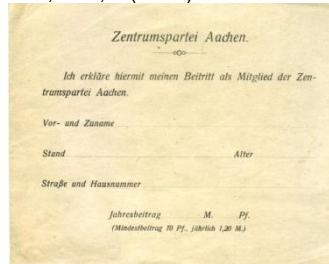 Zentrumspartei Aachen.
Ich erkläre hiermit meinen Beitritt als Mitglied der Zen-
trumspartei Aachen.
Vor- und Zuname
Stand Alter
Straße und Hausnummer
Jahresbeitrag M. Pf.
(Mindestbeitrag 10 Pf., jährlich 1,20 M.)